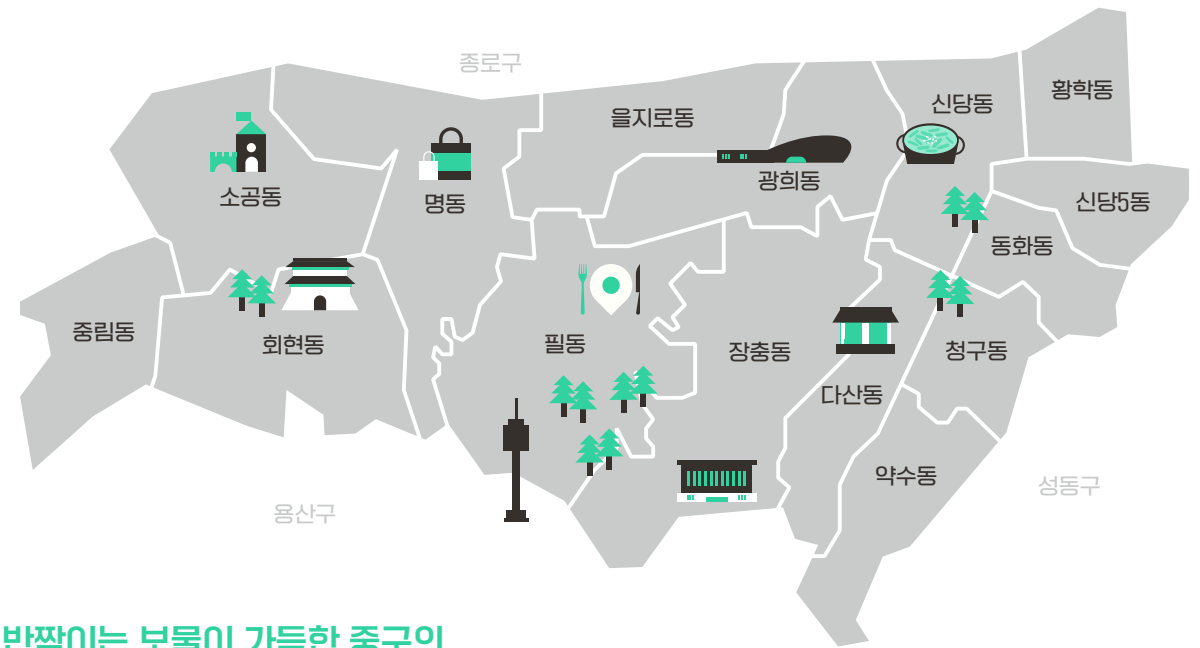 종로구
황학동
신당동
을지로동
광희동
소공동
명동
신당5동
동화동
중림동
회현동
필동
장충동
청구동
다산동
약수동
성동구
용산구
반짝이는 보물이 가득한 중구의